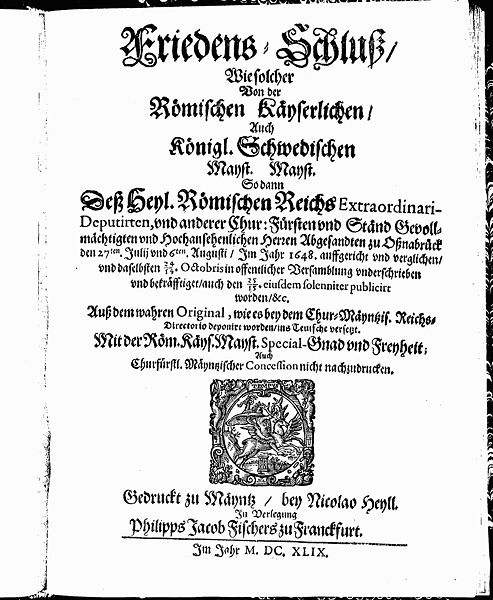 Friedens-Schluß/
Wie solcher
Von der
Römischen Käyserlichen/
Auch
Königl. Schwedischen
Mayst. Mayst.
So dann
Deß Heyl. Römischen Reichs Extraordinari-
Deputirten, vnd anderer Chur: Fürsten vnd Ständ Gevoll-
mächtigten vnd Hochansehenlichen Herren Abgesandten zu Oßnabrück
den 27ten. Julij vnd 6ten. Augusti / Im Jahr 1648. auffgericht vnd verglichen/
vnd daselbsten 24/14. Octobris in offentlicher Versamblung vnderschrieben
vnd bekräfftiget/auch den 25/15. eiusdem solenniter publicirt
worden/&c.
Auß dem wahren Original, wie es bey dem Chur-Mäyntzis. Reichs-
Directorio deponirt worden/ins Teutsche versetzt.
Mit der Röm. Käys. Mayst. Special-Gnad vnd Freyheit;
Auch
Churfürstl. Mäyntzischer Concession nicht nachzudrucken.
Gedruckt zu Mäyntz / bey Nicolao Heyll.
In Verlegung
Philipps Jacob Fischers zu Franckfurt.
Im Jahr M. DC. XLIX.